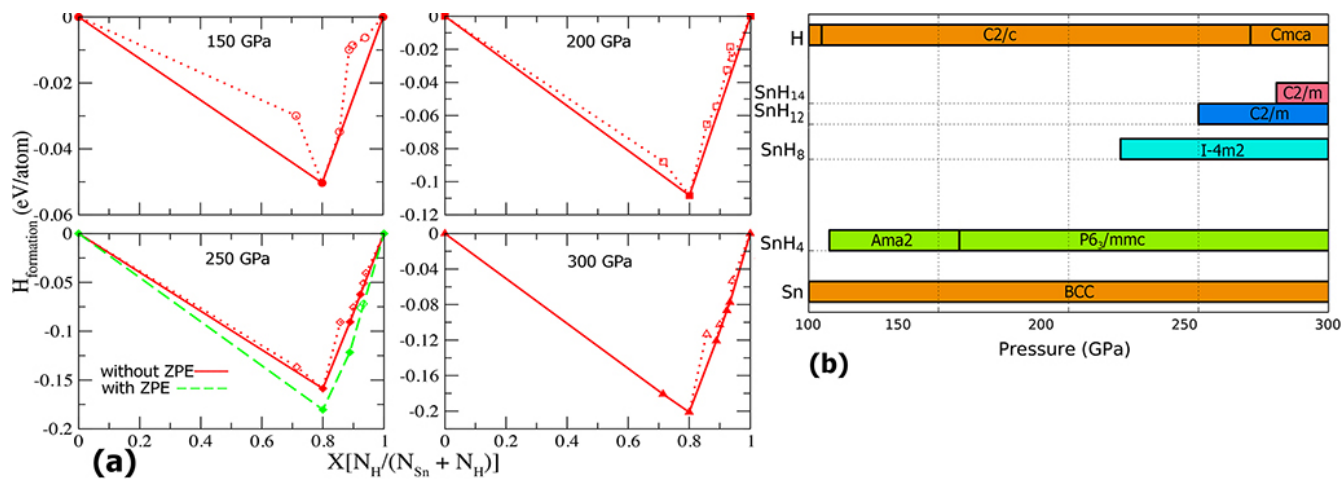 0
-0.02
-0.04
-0.06
150 GPa
0
-0.02
-0.04
-0.06
-0.08
-0.1
-0.12
200 GPa
H_formation (eV/atom)
0
-0.05
-0.1
-0.15
-0.2
250 GPa
without ZPE
with ZPE
0 0.2 0.4 0.6 0.8 1
0
-0.04
-0.08
-0.12
-0.16
-0.2
300 GPa
0 0.2 0.4 0.6 0.8 1
(a)
X[N_H/(N_Sn + N_H)]
H
C2/c
Cmca
SnH14
C2/m
SnH12
C2/m
SnH8
I-4m2
SnH4
Ama2
P63/mmc
Sn
BCC
100 150 200 250 300
(b)
Pressure (GPa)